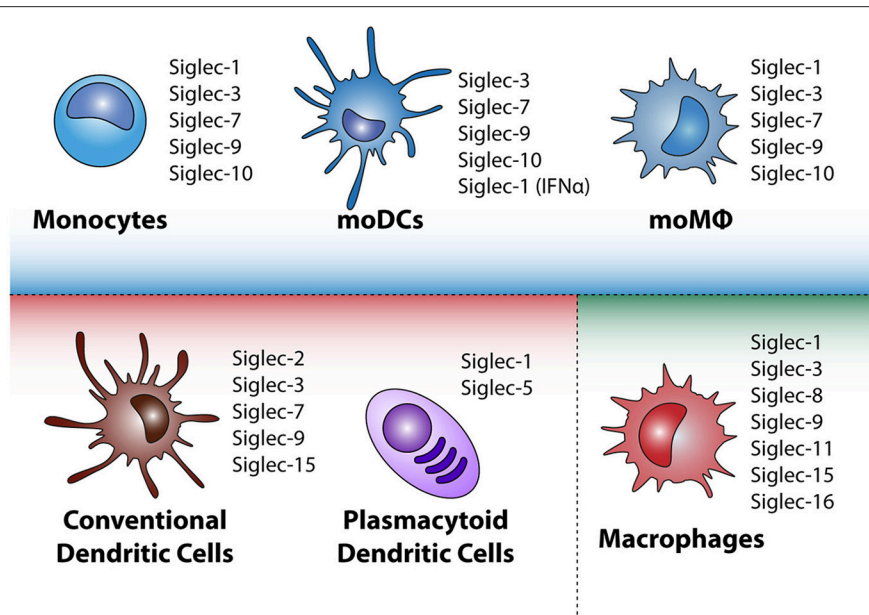 Siglec-1
Siglec-3
Siglec-7
Siglec-9
Siglec-10
Monocytes
Siglec-3
Siglec-7
Siglec-9
Siglec-10
Siglec-1 (IFNα)
moDCs
Siglec-1
Siglec-3
Siglec-7
Siglec-9
Siglec-10
moMΦ
Siglec-2
Siglec-3
Siglec-7
Siglec-9
Siglec-15
Conventional
Dendritic Cells
Siglec-1
Siglec-5
Plasmacytoid
Dendritic Cells
Siglec-1
Siglec-3
Siglec-8
Siglec-9
Siglec-11
Siglec-15
Siglec-16
Macrophages